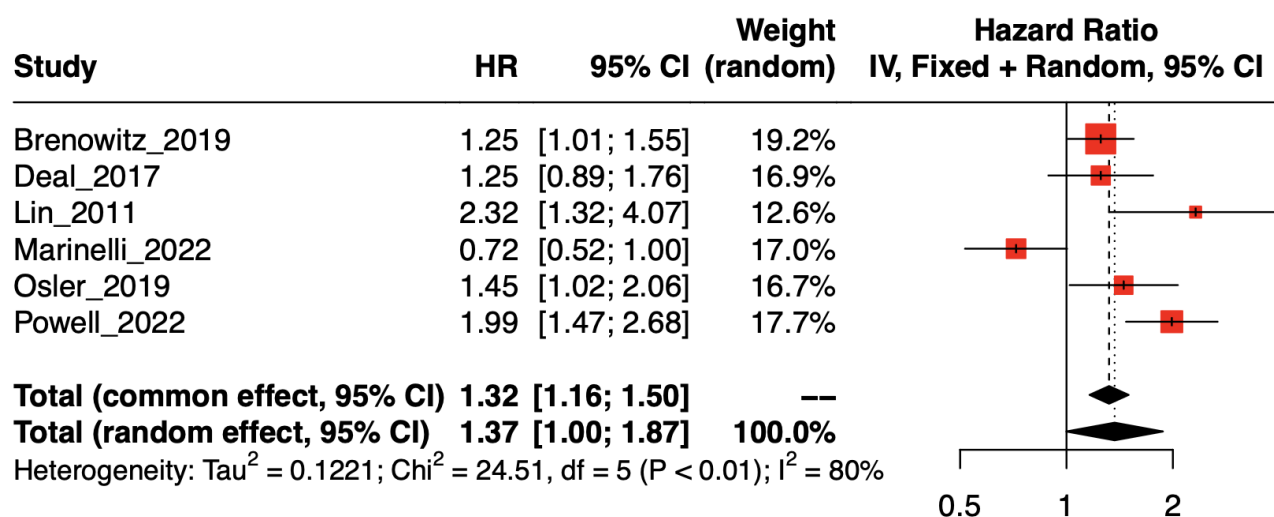 Weight Hazard Ratio
Study HR 95% CI (random) IV, Fixed + Random, 95% CI
Brenowitz_2019 1.25 [1.01; 1.55] 19.2%
Deal_2017 1.25 [0.89; 1.76] 16.9%
Lin_2011 2.32 [1.32; 4.07] 12.6%
Marinelli_2022 0.72 [0.52; 1.00] 17.0%
Osler_2019 1.45 [1.02; 2.06] 16.7%
Powell_2022 1.99 [1.47; 2.68] 17.7%
Total (common effect, 95% CI) 1.32 [1.16; 1.50] --
Total (random effect, 95% CI) 1.37 [1.00; 1.87] 100.0%
Heterogeneity: Tau² = 0.1221; Chi² = 24.51, df = 5 (P < 0.01); I² = 80%
0.5 1 2